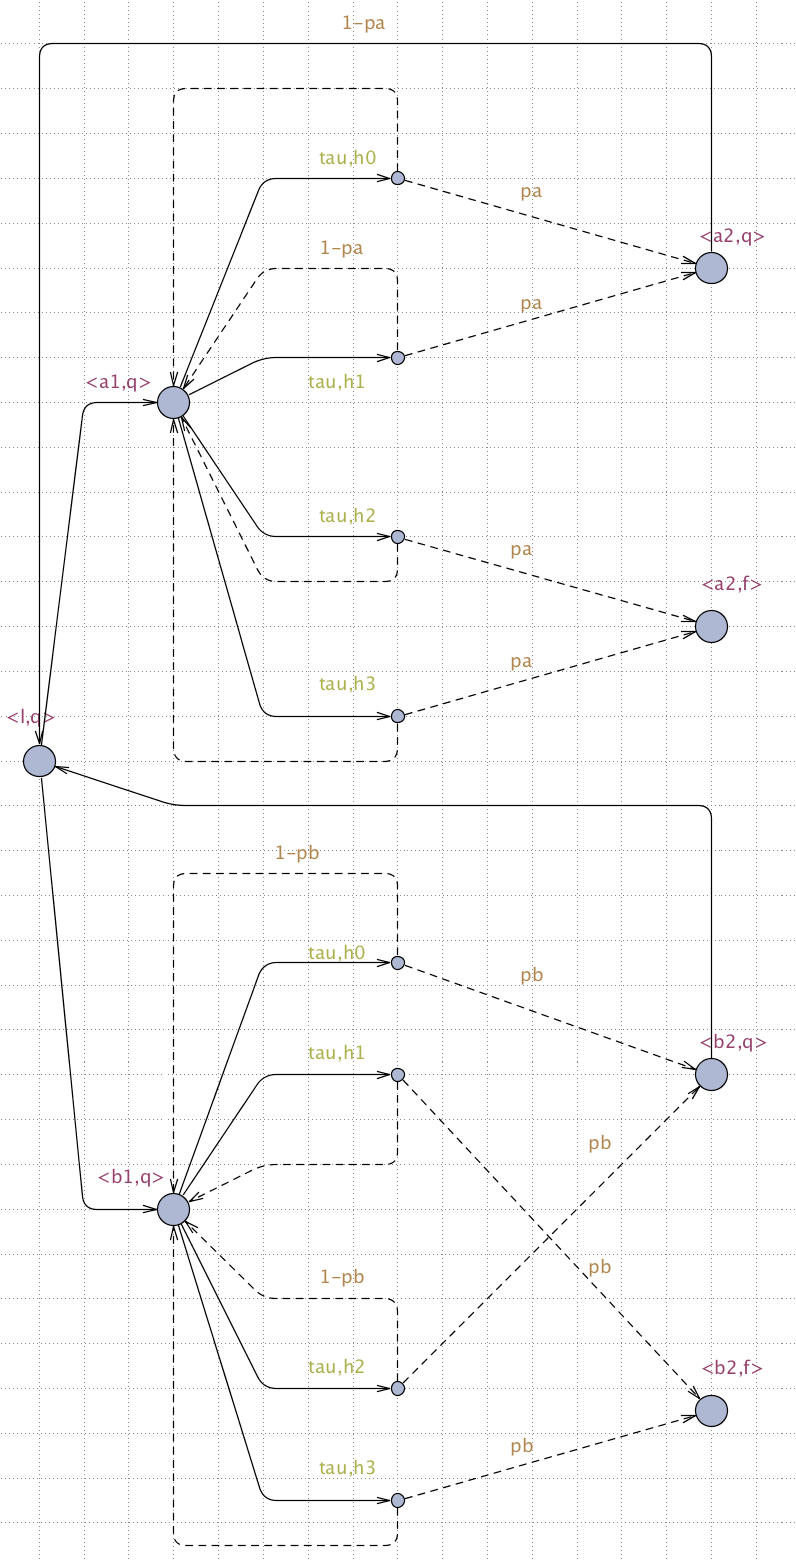 1-pa
tau,h0
pa
<a2,q>
1-pa
pa
<a1,q>
tau,h1
tau,h2
pa
<a2,f>
pa
tau,h3
<l,q>
1-pb
tau,h0
pb
<b2,q>
tau,h1
pb
<b1,q>
pb
1-pb
tau,h2
<b2,f>
pb
tau,h3